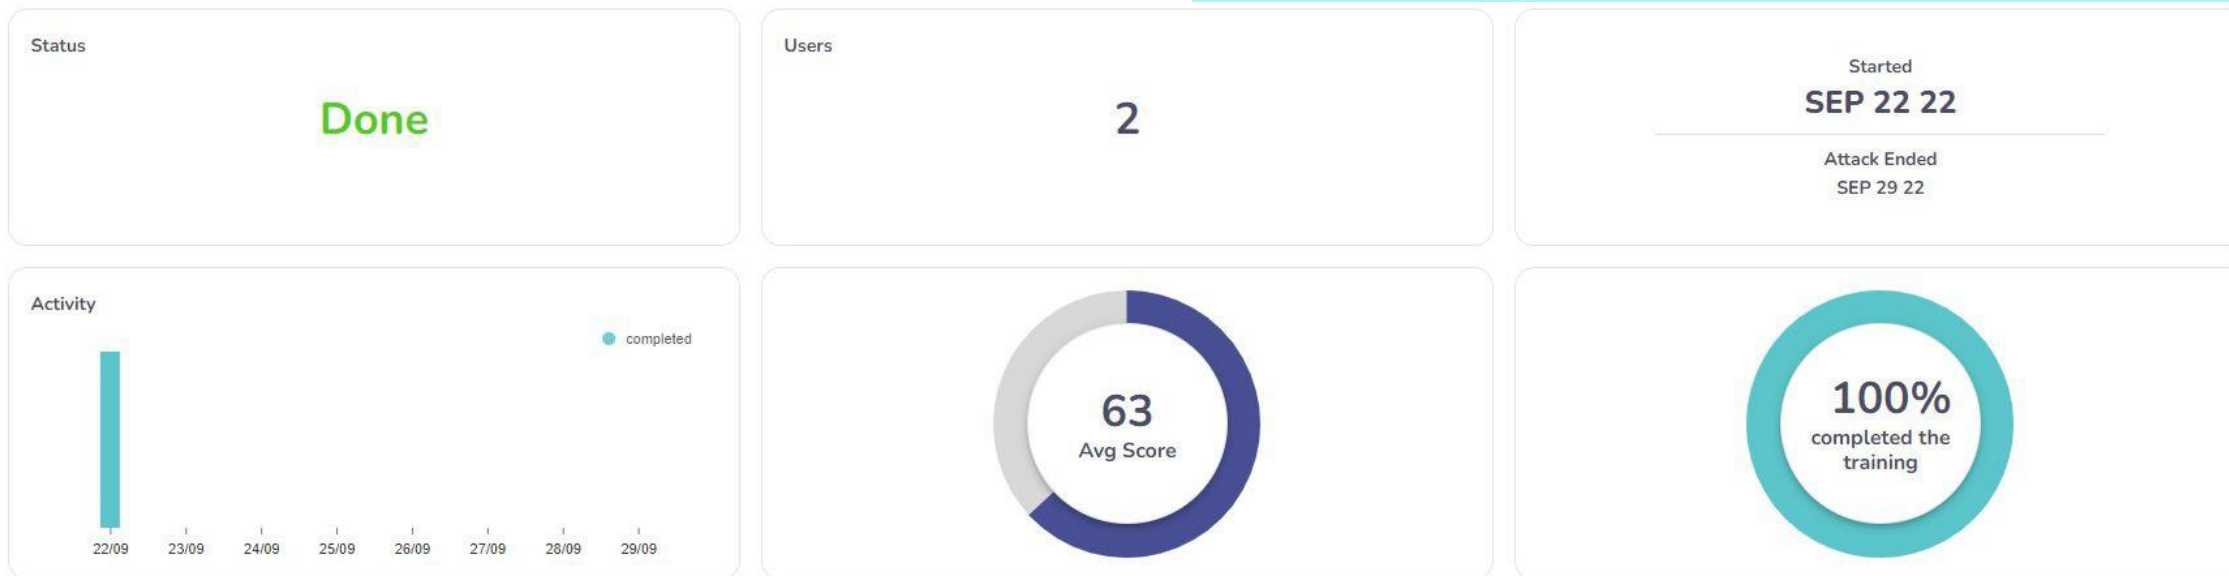 Status
Done
Users
2
Started
SEP 22 22
Attack Ended
SEP 29 22
Activity
completed
22/09 23/09 24/09 25/09 26/09 27/09 28/09 29/09
63
Avg Score
100%
completed the
training